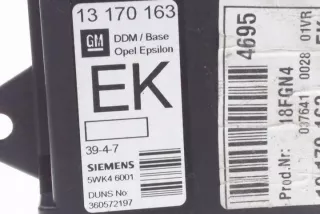 13 170 163
GM
DDM / Base
Opel Epsilon
EK
39-4-7
SIEMENS
5WK4 6001
DUNS No
360572197
4695
0028 01VR
037641
18FGN4
Prod.Nr: